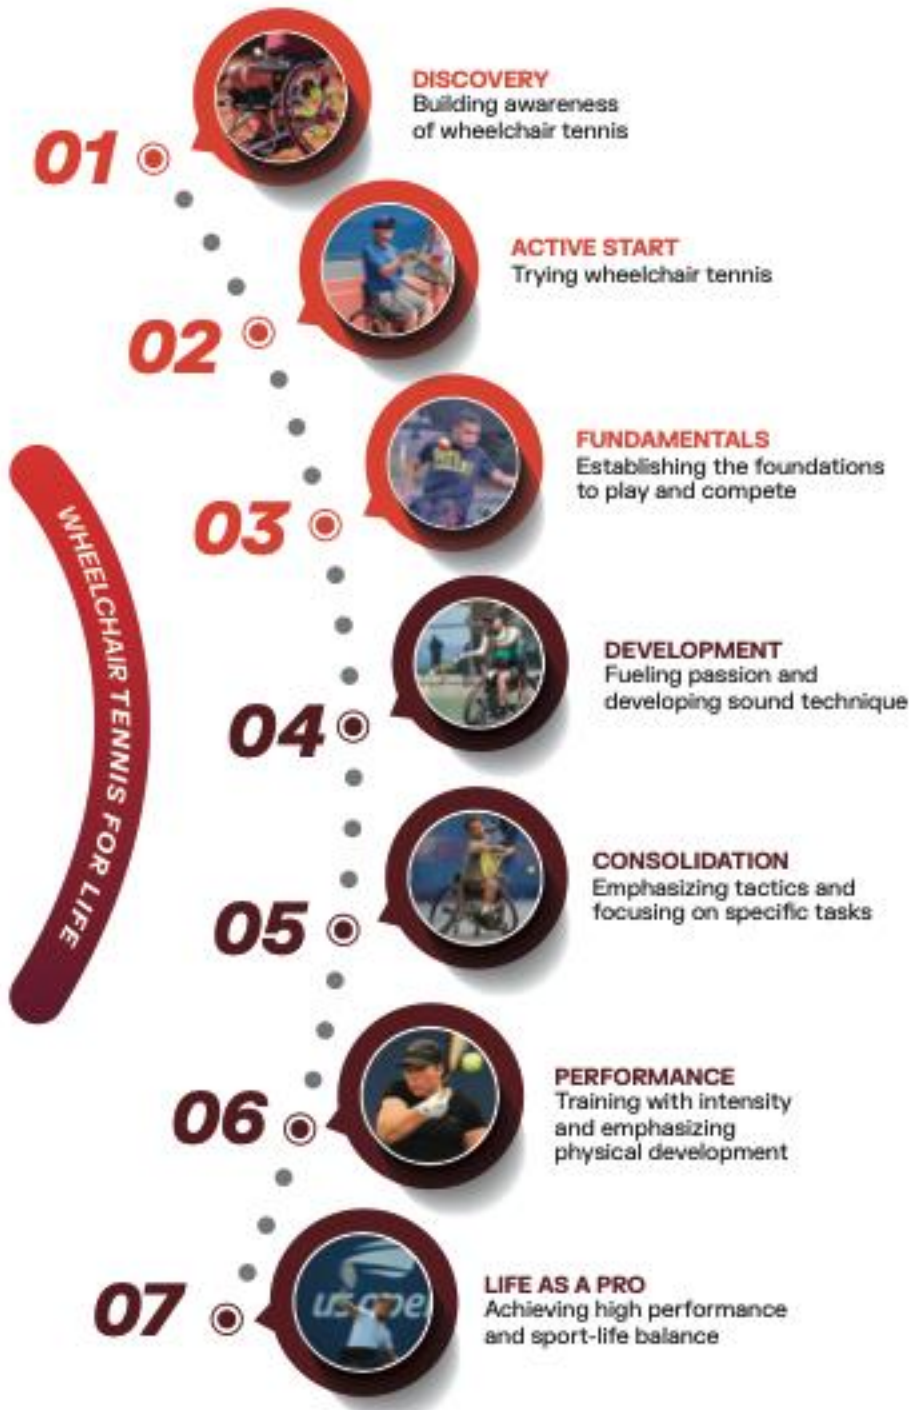 01
DISCOVERY
Building awareness
of wheelchair tennis
02
ACTIVE START
Trying wheelchair tennis
03
FUNDAMENTALS
Establishing the foundations
to play and compete
WHEELCHAIR TENNIS FOR LIFE
04
DEVELOPMENT
Fueling passion and
developing sound technique
05
CONSOLIDATION
Emphasizing tactics and
focusing on specific tasks
06
PERFORMANCE
Training with intensity
and emphasizing
physical development
07
us ope
LIFE AS A PRO
Achieving high performance
and sport-life balance